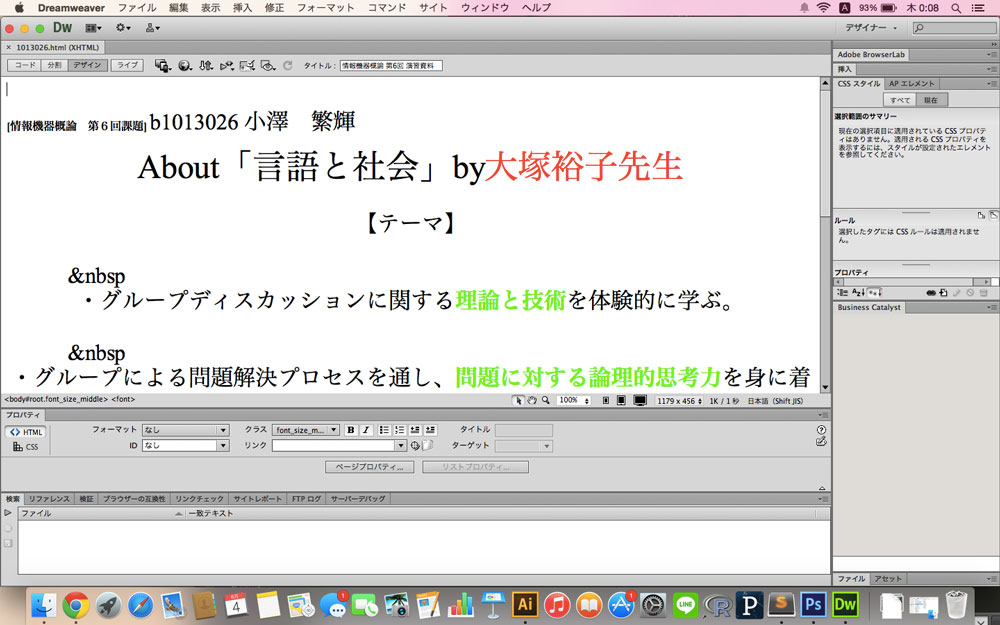 Dreamweaver ファイル 編集 表示 挿入 修正 フォーマット コマンド サイト ウィンドウ ヘルプ 93% 木 0:08
Dw デザイナー
1013026.html (XHTML)
コード 分割 デザイン ライブ タイトル: 情報機器概論 第6回 演習資料
[情報機器概論　第６回課題] b1013026 小澤　繁輝
About「言語と社会」by大塚裕子先生
【テーマ】
&nbsp
・グループディスカッションに関する理論と技術を体験的に学ぶ。
&nbsp
・グループによる問題解決プロセスを通し、問題に対する論理的思考力を身に着
<body#root.font_size_middle> <font> 100% 1179 x 456 1K / 1 秒 日本語 (Shift JIS)
プロパティ
<> HTML フォーマット なし クラス font_size_m... B I タイトル
CSS ID なし リンク ターゲット
ページプロパティ... リストプロパティ...
検索 リファレンス 検証 ブラウザーの互換性 リンクチェック サイトレポート FTP ログ サーバーデバッグ
ファイル 一致テキスト
Adobe BrowserLab
挿入
CSS スタイル AP エレメント
すべて 現在
選択範囲のサマリー
現在の選択項目に適用されている CSS プロパティ
はありません。適用される CSS プロパティを
表示するには、スタイルが設定されたエレメント
を参照してください。
ルール
選択したタグには CSS ルールは適用されませ
ん。
プロパティ
Business Catalyst
ファイル アセット
4 1 Ai 1 LINE R P S Ps Dw